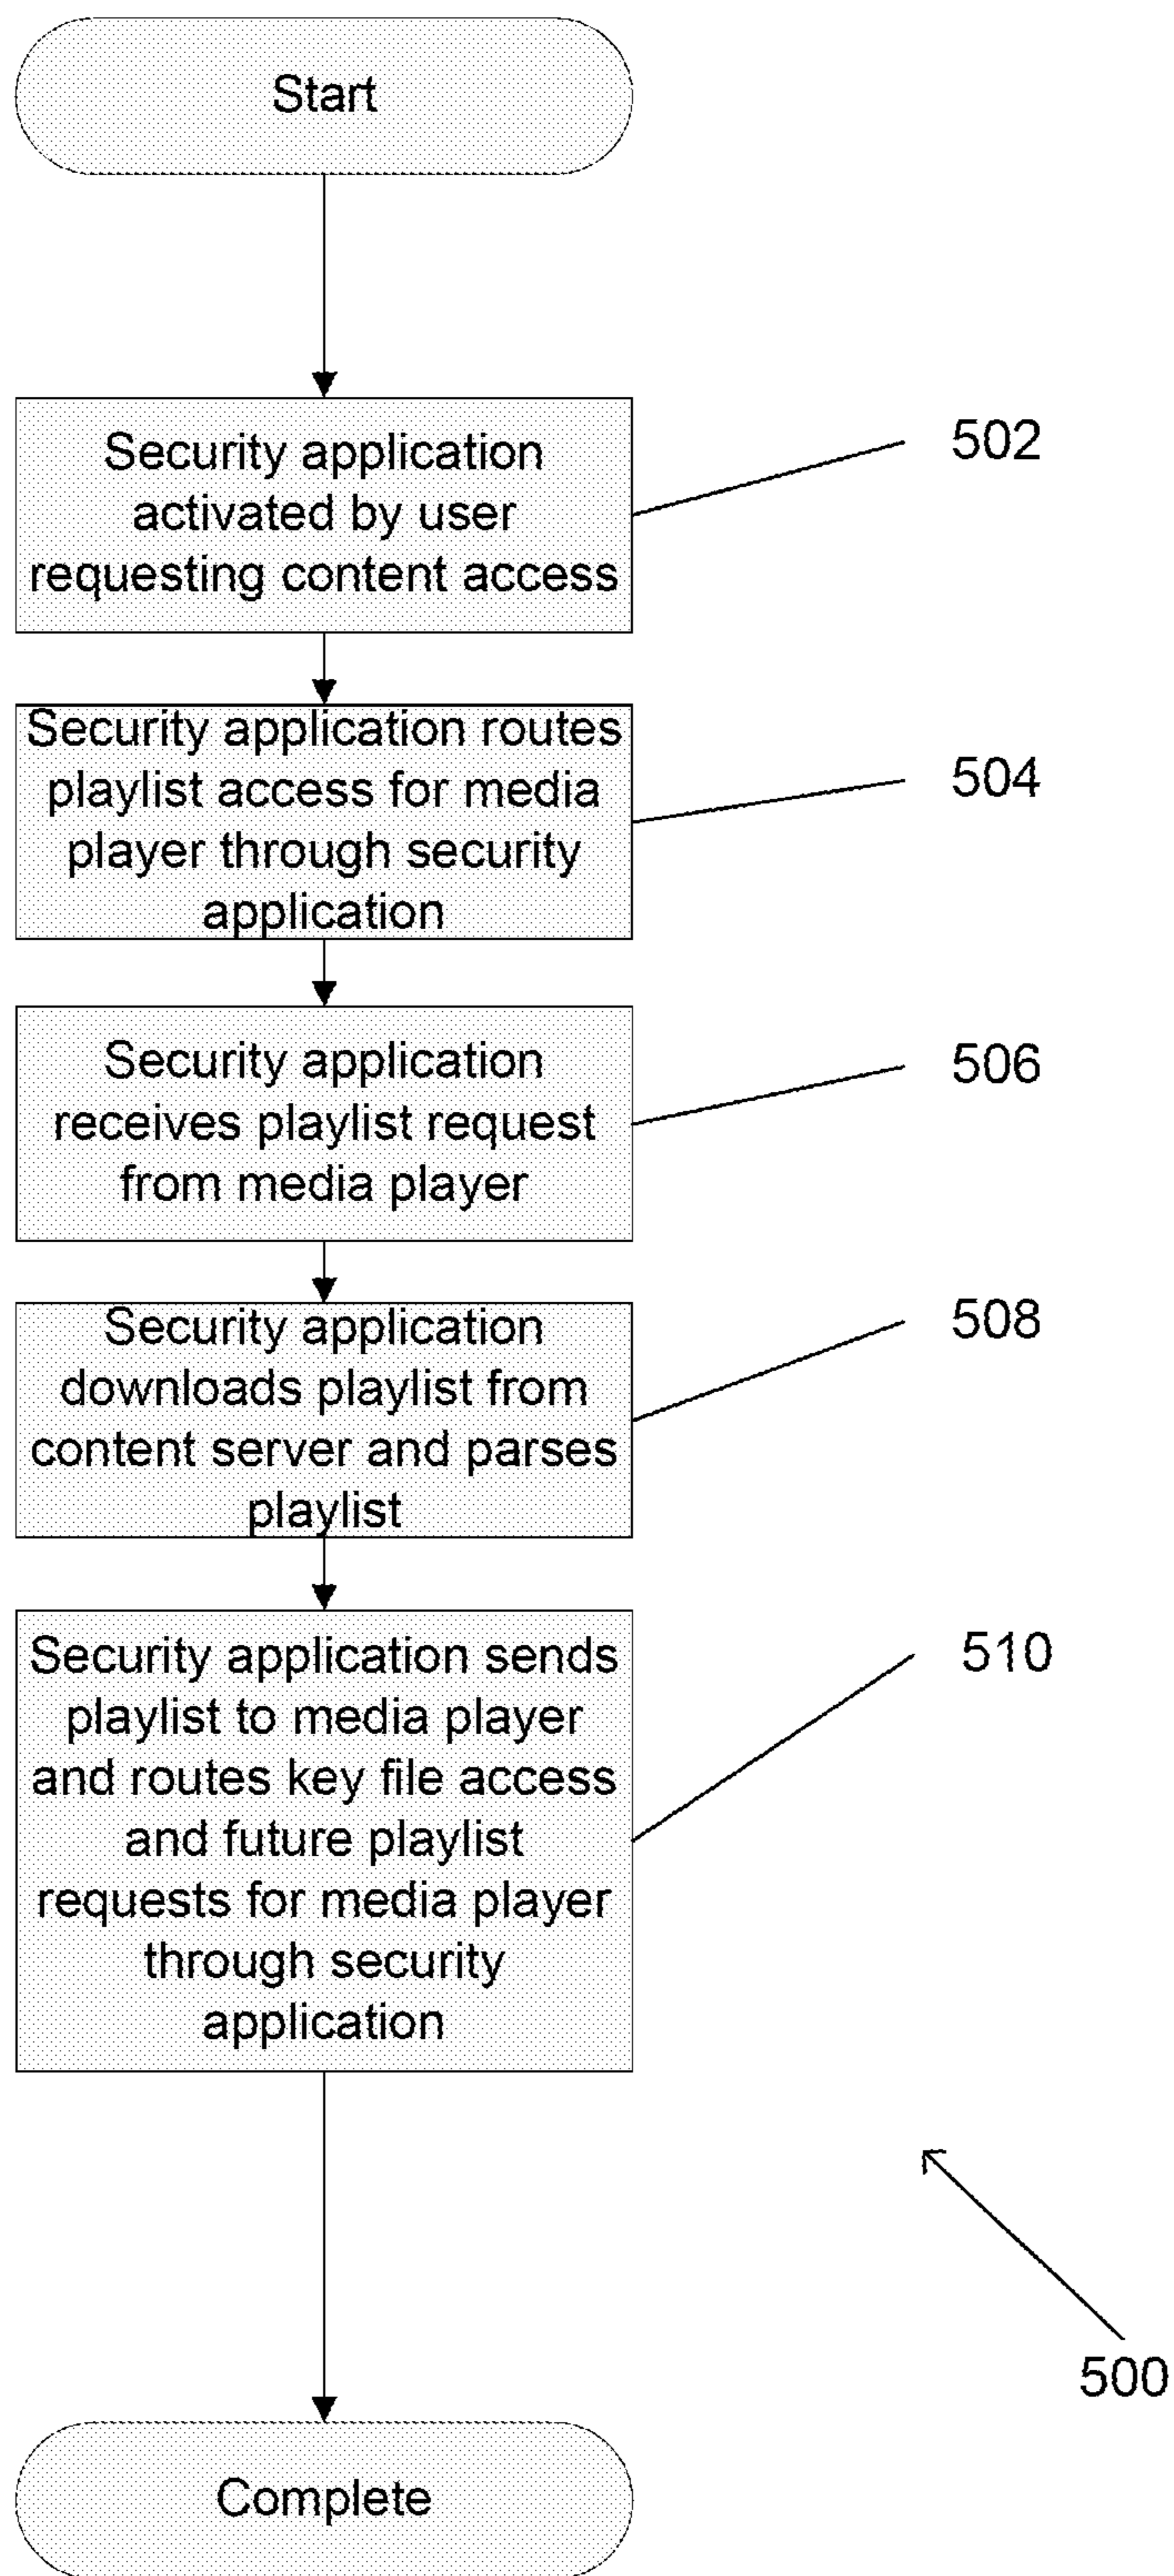 Start
Security application
activated by user
requesting content access
502
Security application routes
playlist access for media
player through security
application
504
Security application
receives playlist request
from media player
506
Security application
downloads playlist from
content server and parses
playlist
508
Security application sends
playlist to media player
and routes key file access
and future playlist
requests for media player
through security
application
510
500
Complete